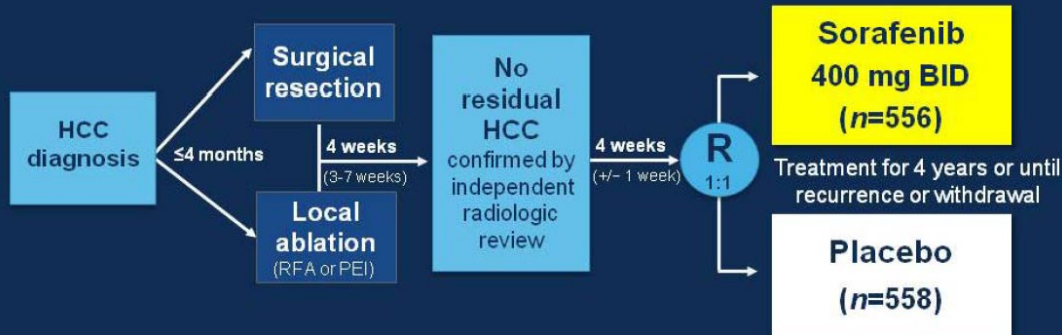 HCC
diagnosis
≤4 months
Surgical
resection
Local
ablation
(RFA or PEI)
4 weeks
(3-7 weeks)
No
residual
HCC
confirmed by
independent
radiologic
review
4 weeks
(+/– 1 week)
R
1:1
Sorafenib
400 mg BID
(n=556)
Treatment for 4 years or until
recurrence or withdrawal
Placebo
(n=558)